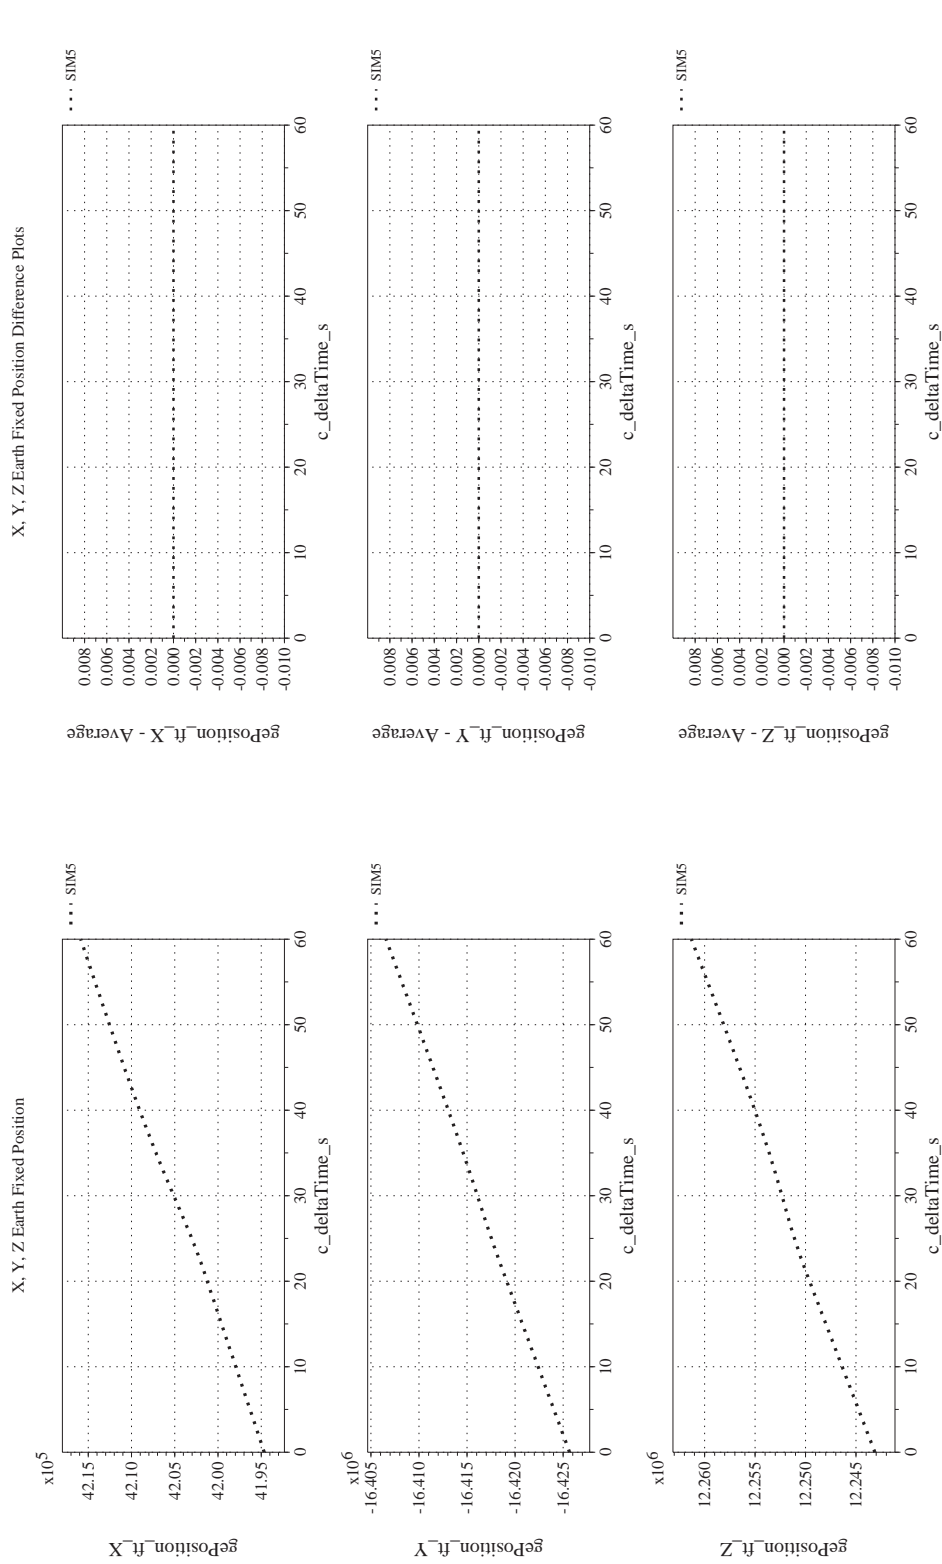 X, Y, Z Earth Fixed Position
x10^5
42.15
42.10
42.05
42.00
41.95
gePosition_ft_X
0 10 20 30 40 50 60
c_deltaTime_s
SIM5
x10^6
-16.405
-16.410
-16.415
-16.420
-16.425
gePosition_ft_Y
0 10 20 30 40 50 60
c_deltaTime_s
SIM5
x10^6
12.260
12.255
12.250
12.245
gePosition_ft_Z
0 10 20 30 40 50 60
c_deltaTime_s
SIM5
X, Y, Z Earth Fixed Position Difference Plots
0.008
0.006
0.004
0.002
0.000
-0.002
-0.004
-0.006
-0.008
-0.010
gePosition_ft_X - Average
0 10 20 30 40 50 60
c_deltaTime_s
SIM5
0.008
0.006
0.004
0.002
0.000
-0.002
-0.004
-0.006
-0.008
-0.010
gePosition_ft_Y - Average
0 10 20 30 40 50 60
c_deltaTime_s
SIM5
0.008
0.006
0.004
0.002
0.000
-0.002
-0.004
-0.006
-0.008
-0.010
gePosition_ft_Z - Average
0 10 20 30 40 50 60
c_deltaTime_s
SIM5